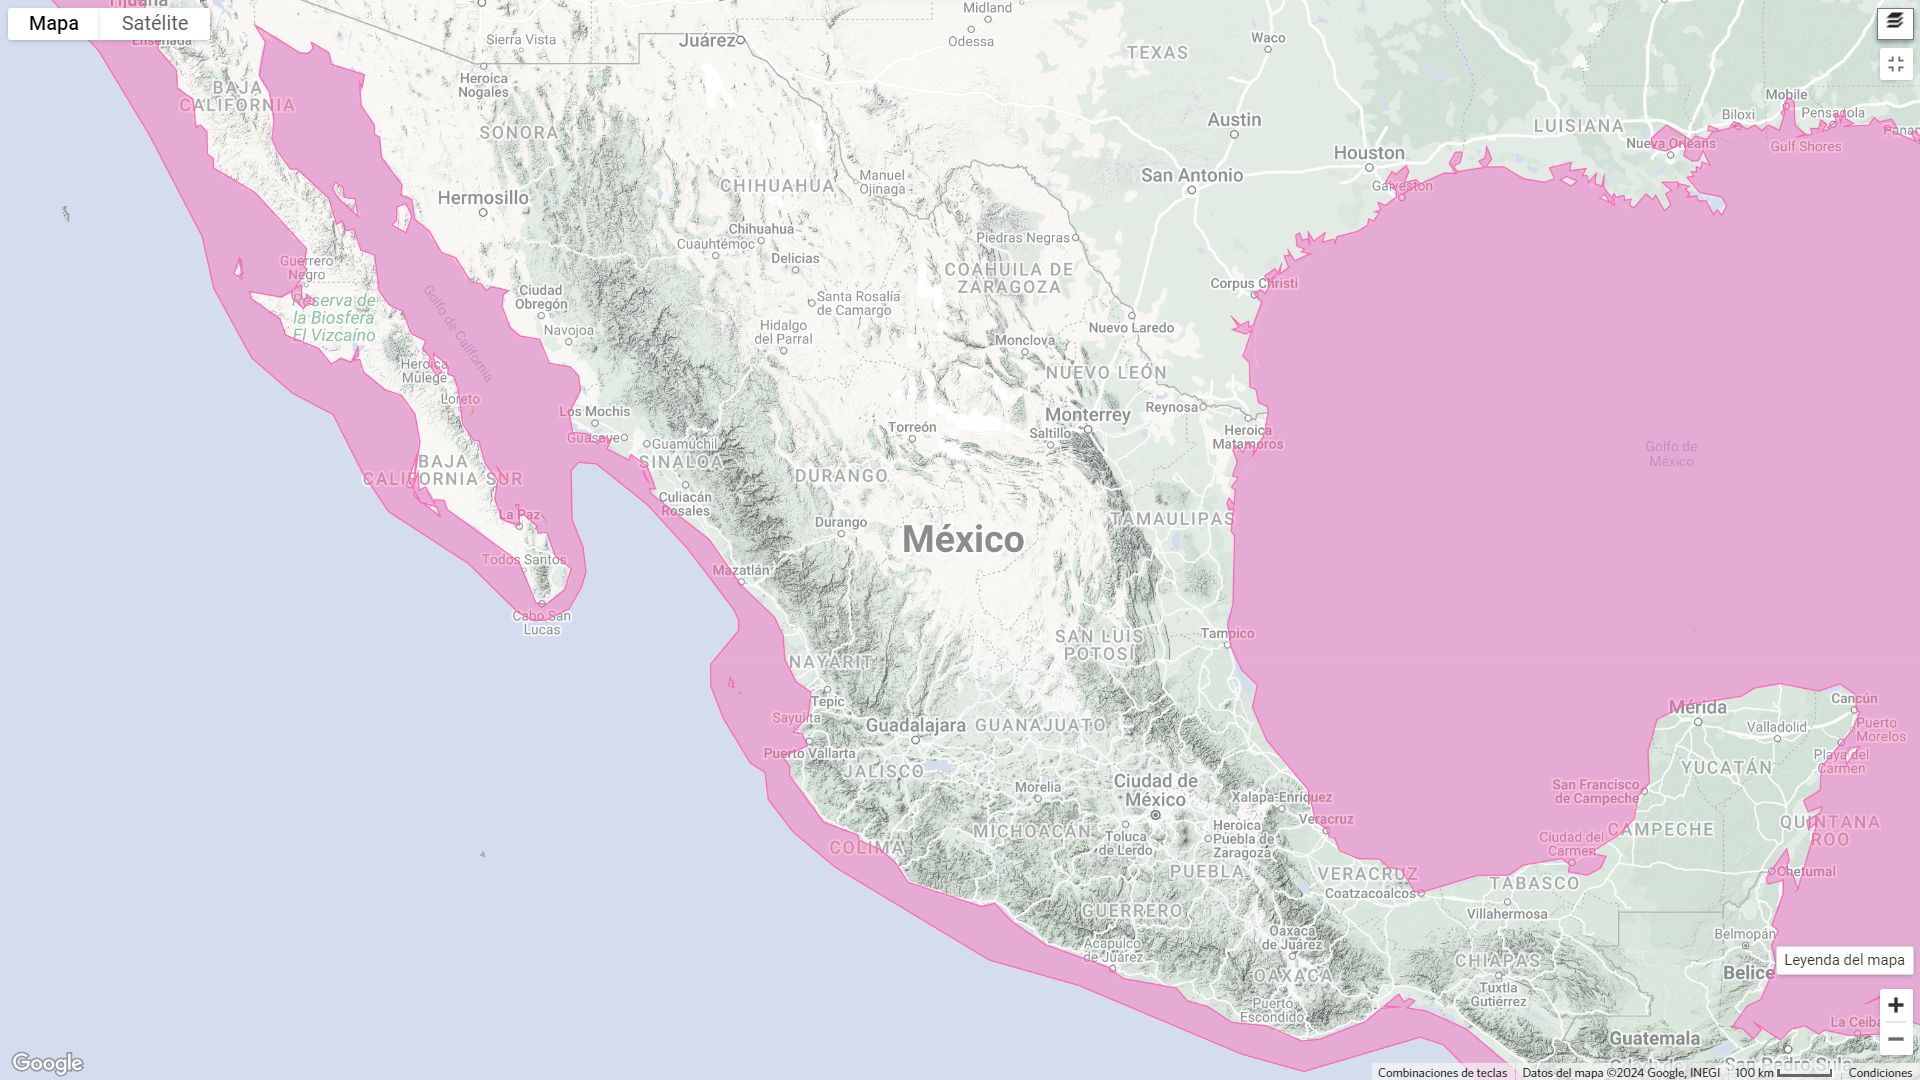 Mapa
Satélite
Tijuana
Ensenada
BAJA
CALIFORNIA
Sierra Vista
Heroica
Nogales
Juárez
Midland
Odessa
TEXAS
Waco
Austin
San Antonio
Houston
Galveston
LUISIANA
Nueva Orleans
Biloxi
Mobile
Pensacola
Gulf Shores
Panam
SONORA
Hermosillo
CHIHUAHUA
Manuel
Ojinaga
Chihuahua
Cuauhtémoc
Delicias
Piedras Negras
COAHUILA DE
ZARAGOZA
Guerrero
Negro
Reserva de
la Biosfera
El Vizcaíno
Golfo de California
Ciudad
Obregón
Navojoa
Santa Rosalía
de Camargo
Hidalgo
del Parral
Corpus Christi
Nuevo Laredo
Monclova
NUEVO LEÓN
Heroica
Mulegé
Loreto
Los Mochis
Guasave
Guamúchil
SINALOA
Torreón
Saltillo
Monterrey
Reynosa
Heroica
Matamoros
Golfo de
México
BAJA
CALIFORNIA SUR
Culiacán
Rosales
DURANGO
Durango
México
TAMAULIPAS
La Paz
Todos Santos
Cabo San
Lucas
Mazatlán
SAN LUIS
POTOSÍ
Tampico
NAYARIT
Tepic
Sayulita
Puerto Vallarta
Guadalajara
GUANAJUATO
JALISCO
Morelia
Ciudad de
México
Xalapa-Enríquez
Veracruz
Mérida
Cancún
Valladolid
Puerto
Morelos
Playa del
Carmen
YUCATÁN
San Francisco
de Campeche
COLIMA
MICHOACÁN
Toluca
de Lerdo
Heroica
Puebla de
Zaragoza
Ciudad del
Carmen
CAMPECHE
QUINTANA
ROO
PUEBLA
VERACRUZ
Coatzacoalcos
TABASCO
Villahermosa
Chetumal
GUERRERO
Acapulco
de Juárez
Oaxaca
de Juárez
OAXACA
CHIAPAS
Tuxtla
Gutiérrez
Belmopán
Belice
Leyenda del mapa
Puerto
Escondido
Guatemala
La Ceiba
San Pedro Sula
Google
Combinaciones de teclas
Datos del mapa ©2024 Google, INEGI
100 km
Condiciones